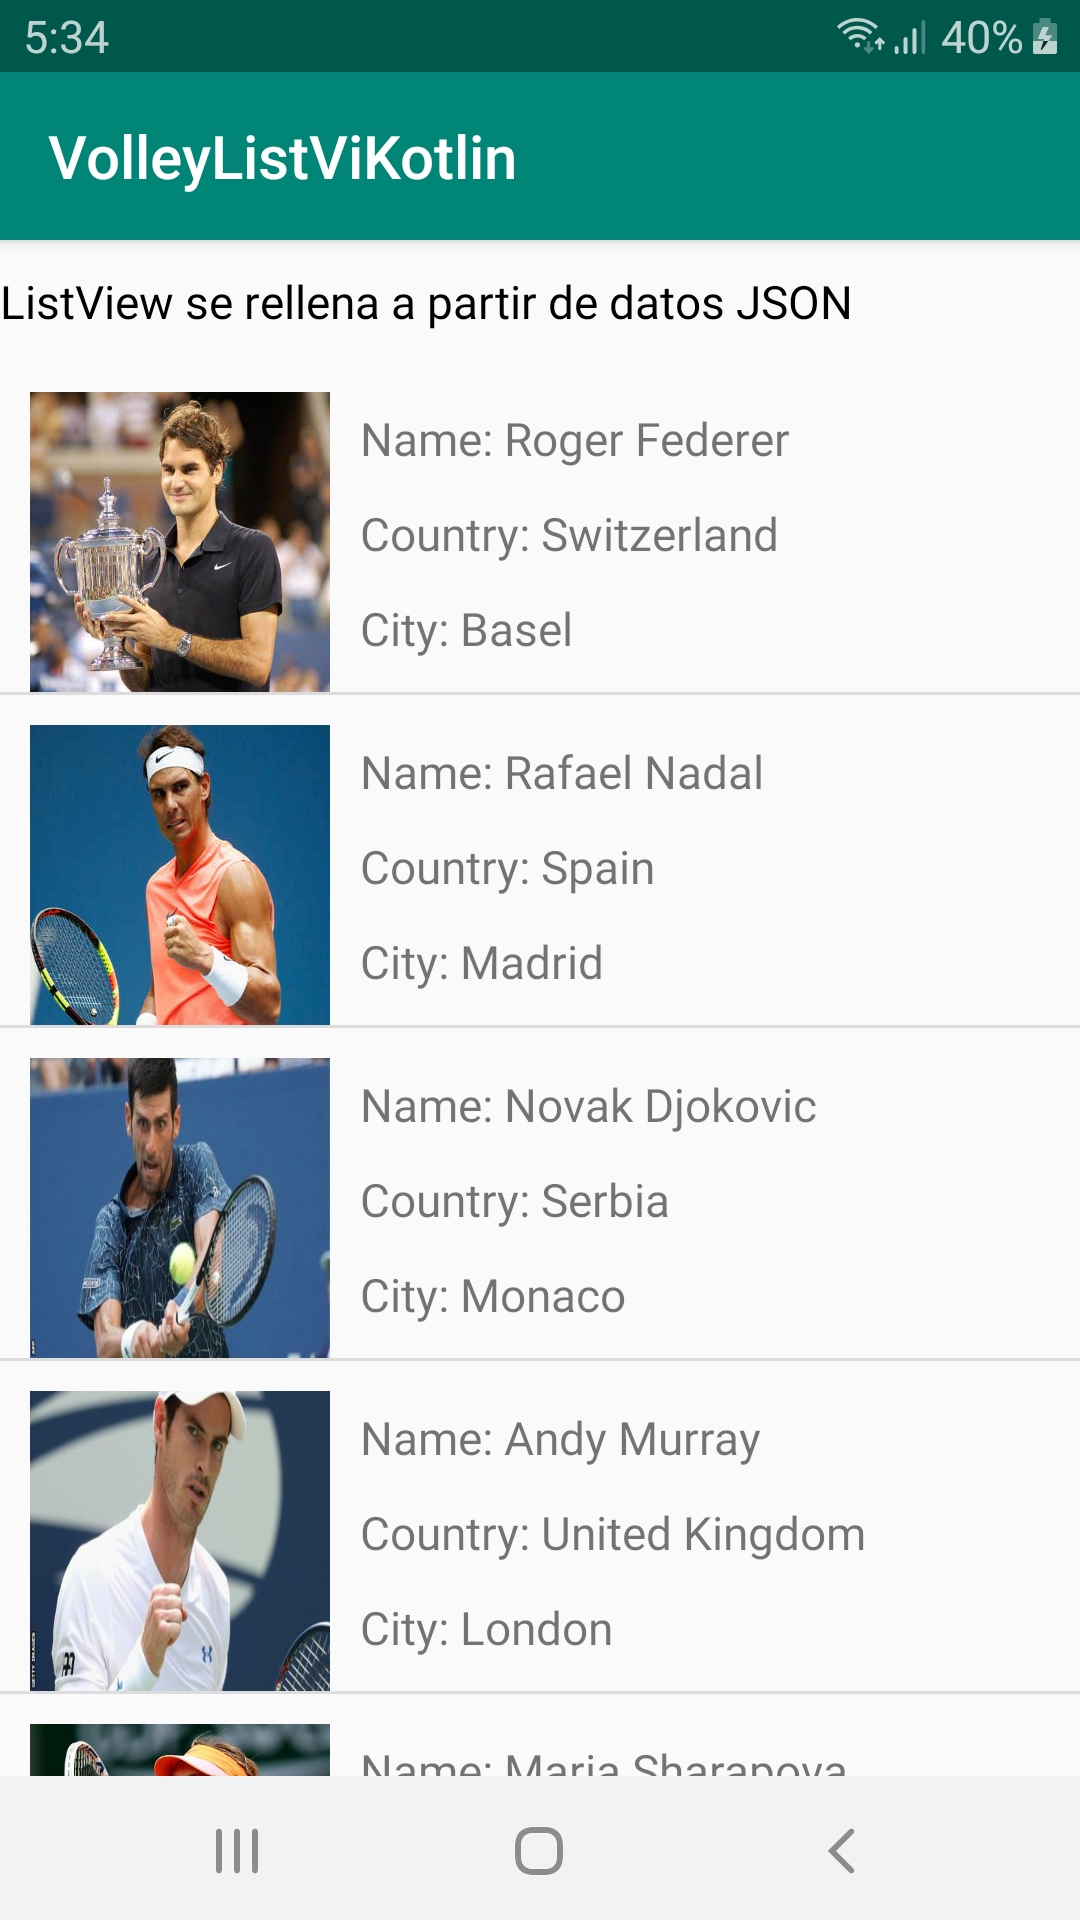 5:34
40%
VolleyListViKotlin
ListView se rellena a partir de datos JSON
Name: Roger Federer
Country: Switzerland
City: Basel
Name: Rafael Nadal
Country: Spain
City: Madrid
Name: Novak Djokovic
Country: Serbia
City: Monaco
Name: Andy Murray
Country: United Kingdom
City: London
Name: Maria Sharapova